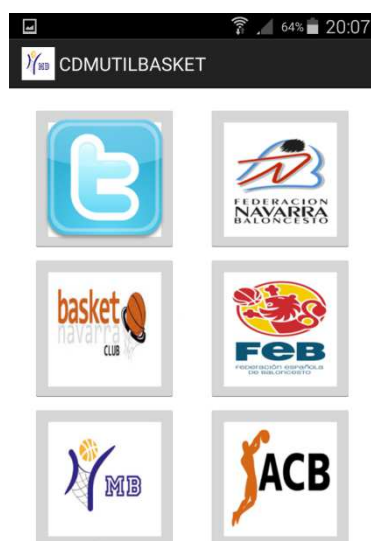 64% 20:07
MB CDMUTILBASKET
t
FEDERACION
NAVARRA
BALONCESTO
basket
navarra
CLUB
FeB
FEDERACIÓN ESPAÑOLA
DE BALONCESTO
MB
ACB